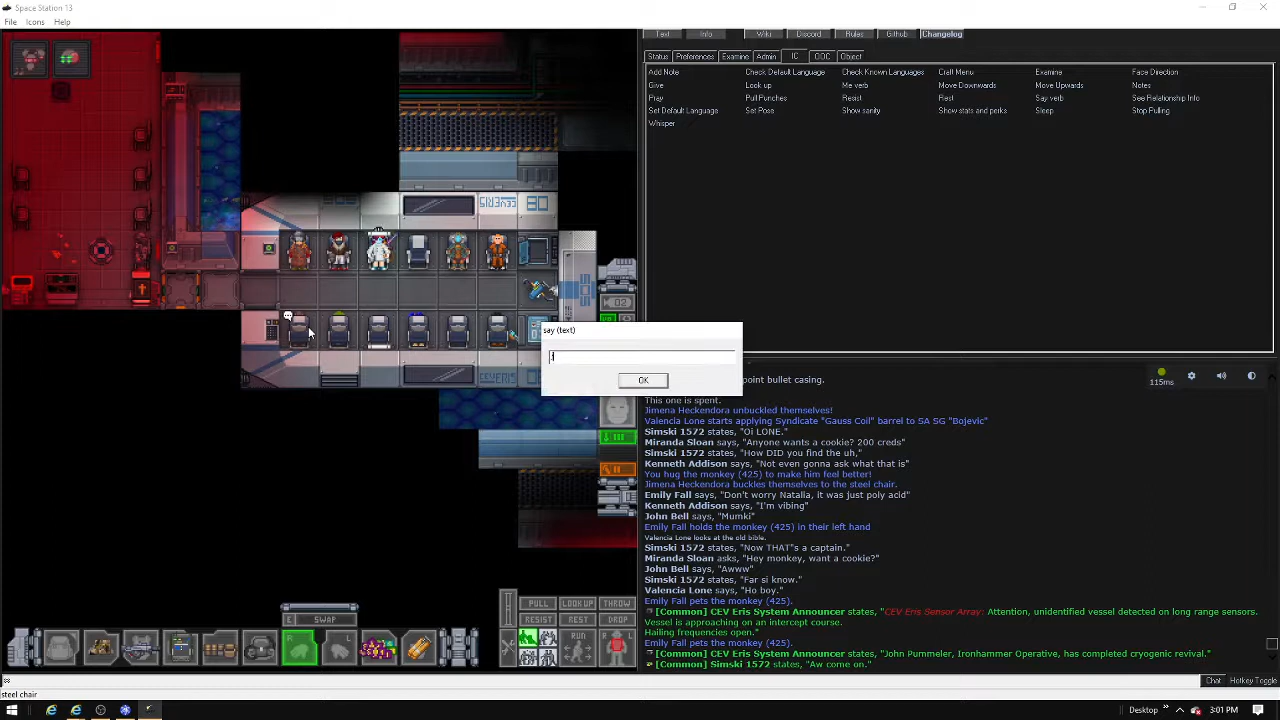 Space Station 13
File Icons Help
Text Info Wiki Discord Rules Github Changelog
Status Preferences Examine Admin IC OOC Object
Add Note Check Default Language Check Known Languages Craft Menu Examine Face Direction
Give Look up Me verb Move Downwards Move Upwards Notes
Pray Pull Punches Resist Rest Say verb See Relationship Info
Set Default Language Set Pose Show sanity Show stats and perks Sleep Stop Pulling
Whisper
say (text)
OK
115ms
point bullet casing.
This one is spent.
Jimena Heckendora unbuckled themselves!
Valencia Lone starts applying Syndicate "Gauss Coil" barrel to SA SG "Bojevic"
Simski 1572 states, "Oi LONE."
Miranda Sloan says, "Anyone wants a cookie? 200 creds"
Simski 1572 states, "How DID you find the uh,"
Kenneth Addison says, "Not even gonna ask what that is"
You hug the monkey (425) to make him feel better!
Jimena Heckendora buckles themselves to the steel chair.
Emily Fall says, "Don't worry Natalia, it was just poly acid"
Kenneth Addison says, "I'm vibing"
John Bell says, "Mumki"
Emily Fall holds the monkey (425) in their left hand
Valencia Lone looks at the old bible.
Simski 1572 states, "Now THAT"s a captain."
Miranda Sloan asks, "Hey monkey, want a cookie?"
John Bell says, "Awww"
Simski 1572 states, "Far si know."
Valencia Lone says, "Ho boy."
Emily Fall pets the monkey (425).
[Common] CEV Eris System Announcer states, "CEV Eris Sensor Array: Attention, unidentified vessel detected on long range sensors.
Vessel is approaching on an intercept course.
Hailing frequencies open."
Emily Fall pets the monkey (425).
[Common] CEV Eris System Announcer states, "John Pummeler, Ironhammer Operative, has completed cryogenic revival."
[Common] Simski 1572 states, "Aw come on."
E SWAP
R L
PULL LOOK UP THROW
RESIST REST DROP
RUN
R L
Chat Hotkey Toggle
steel chair
Desktop 3:01 PM